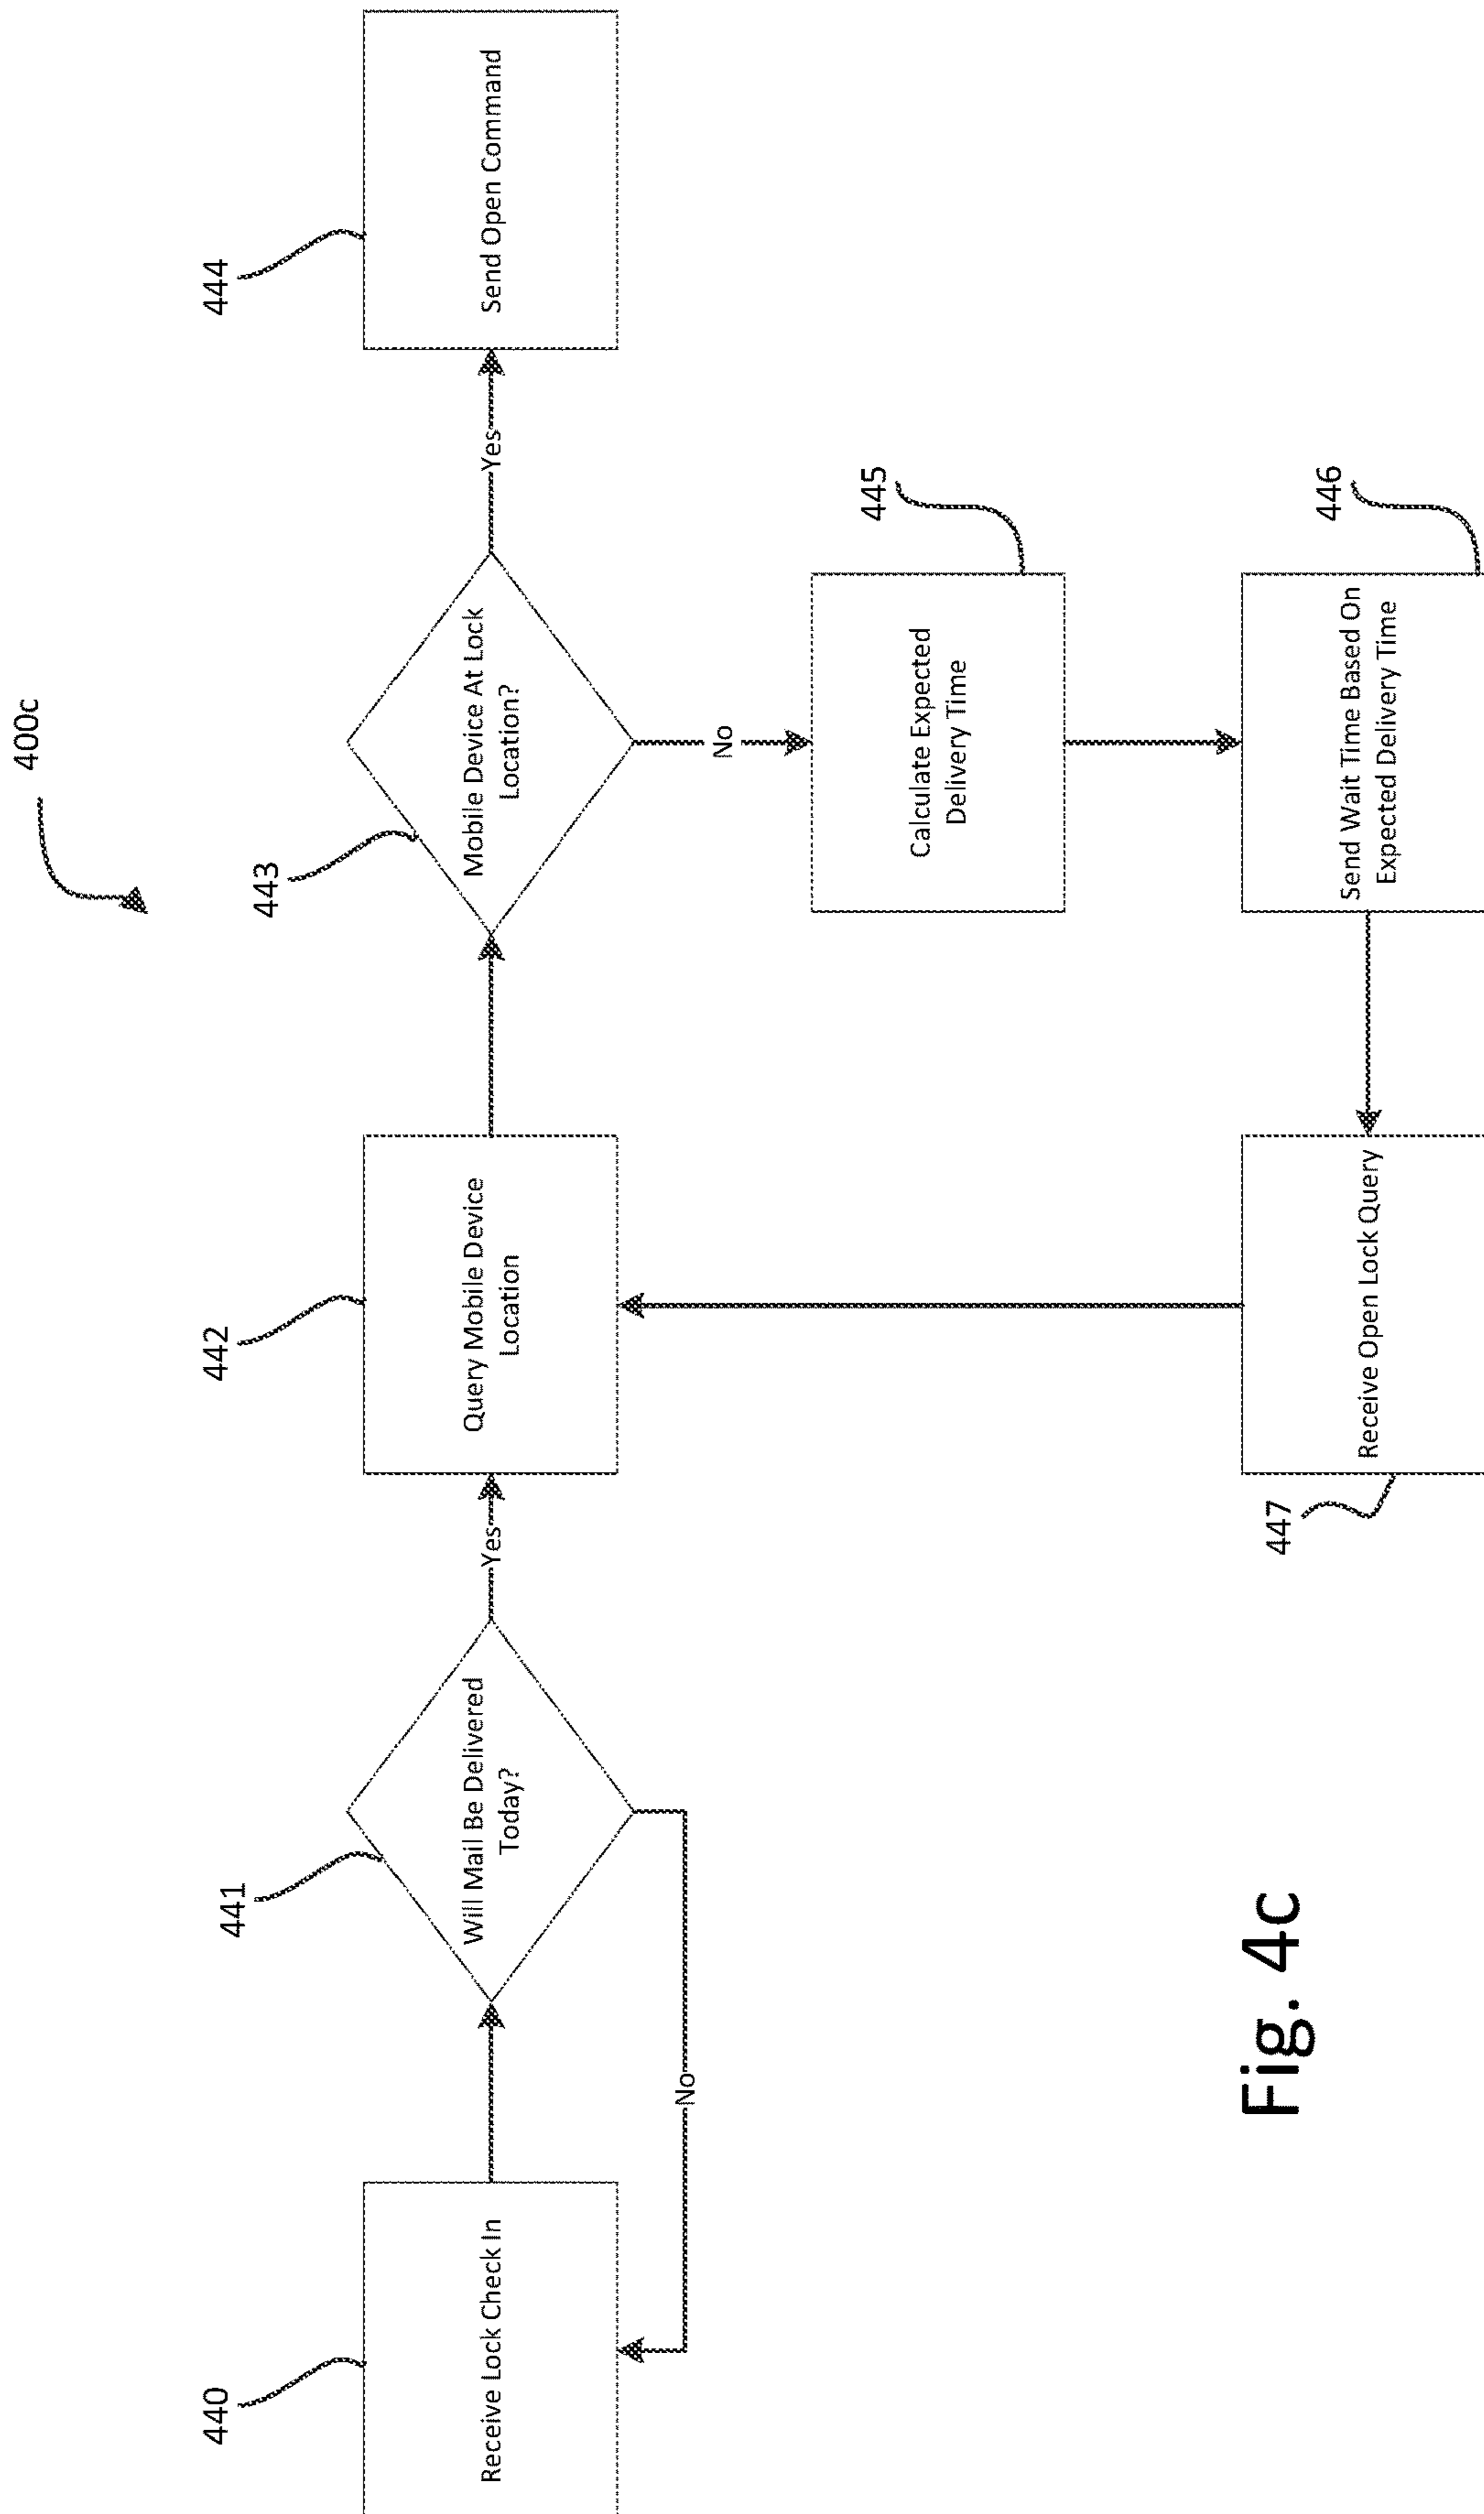 400c
440
Receive Lock Check In
441
Will Mail Be Delivered
Today?
Yes
No
442
Query Mobile Device
Location
443
Mobile Device At Lock
Location?
Yes
No
444
Send Open Command
445
Calculate Expected
Delivery Time
446
Send Wait Time Based On
Expected Delivery Time
447
Receive Open Lock Query
Fig. 4c